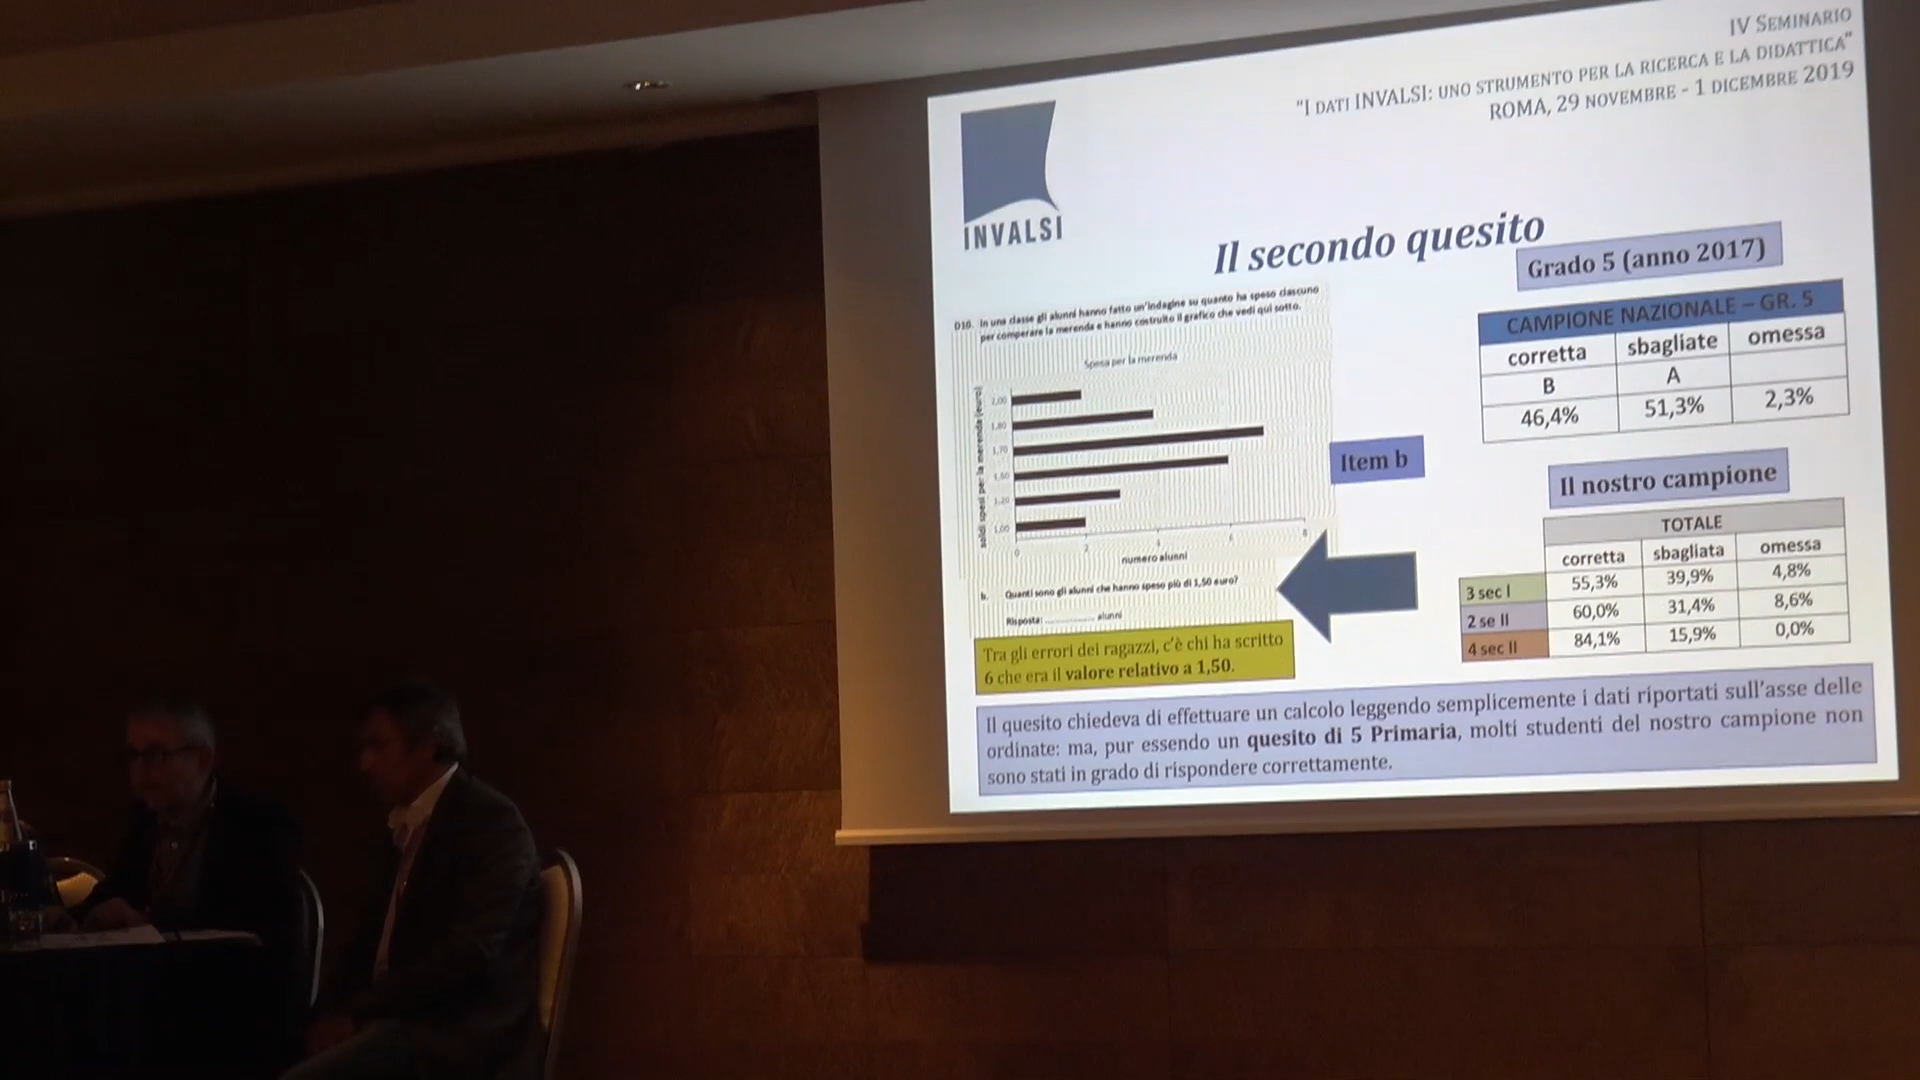 IV SEMINARIO
"I DATI INVALSI: UNO STRUMENTO PER LA RICERCA E LA DIDATTICA"
ROMA, 29 NOVEMBRE - 1 DICEMBRE 2019
INVALSI
Il secondo quesito
Grado 5 (anno 2017)
D10. In una classe gli alunni hanno fatto un'indagine su quanto ha speso ciascuno
per comperare la merenda e hanno costruito il grafico che vedi qui sotto.
Spesa per la merenda
soldi spesi per la merenda (euro)
2,00
1,80
1,70
1,50
1,20
1,00
0 2 4 6 8
numero alunni
b. Quanti sono gli alunni che hanno speso più di 1,50 euro?
Risposta: .................. alunni
Item b
CAMPIONE NAZIONALE – GR. 5
corretta sbagliate omessa
B A
46,4% 51,3% 2,3%
Il nostro campione
TOTALE
corretta sbagliata omessa
3 sec I 55,3% 39,9% 4,8%
2 se II 60,0% 31,4% 8,6%
4 sec II 84,1% 15,9% 0,0%
Tra gli errori dei ragazzi, c'è chi ha scritto
6 che era il valore relativo a 1,50.
Il quesito chiedeva di effettuare un calcolo leggendo semplicemente i dati riportati sull'asse delle
ordinate: ma, pur essendo un quesito di 5 Primaria, molti studenti del nostro campione non
sono stati in grado di rispondere correttamente.